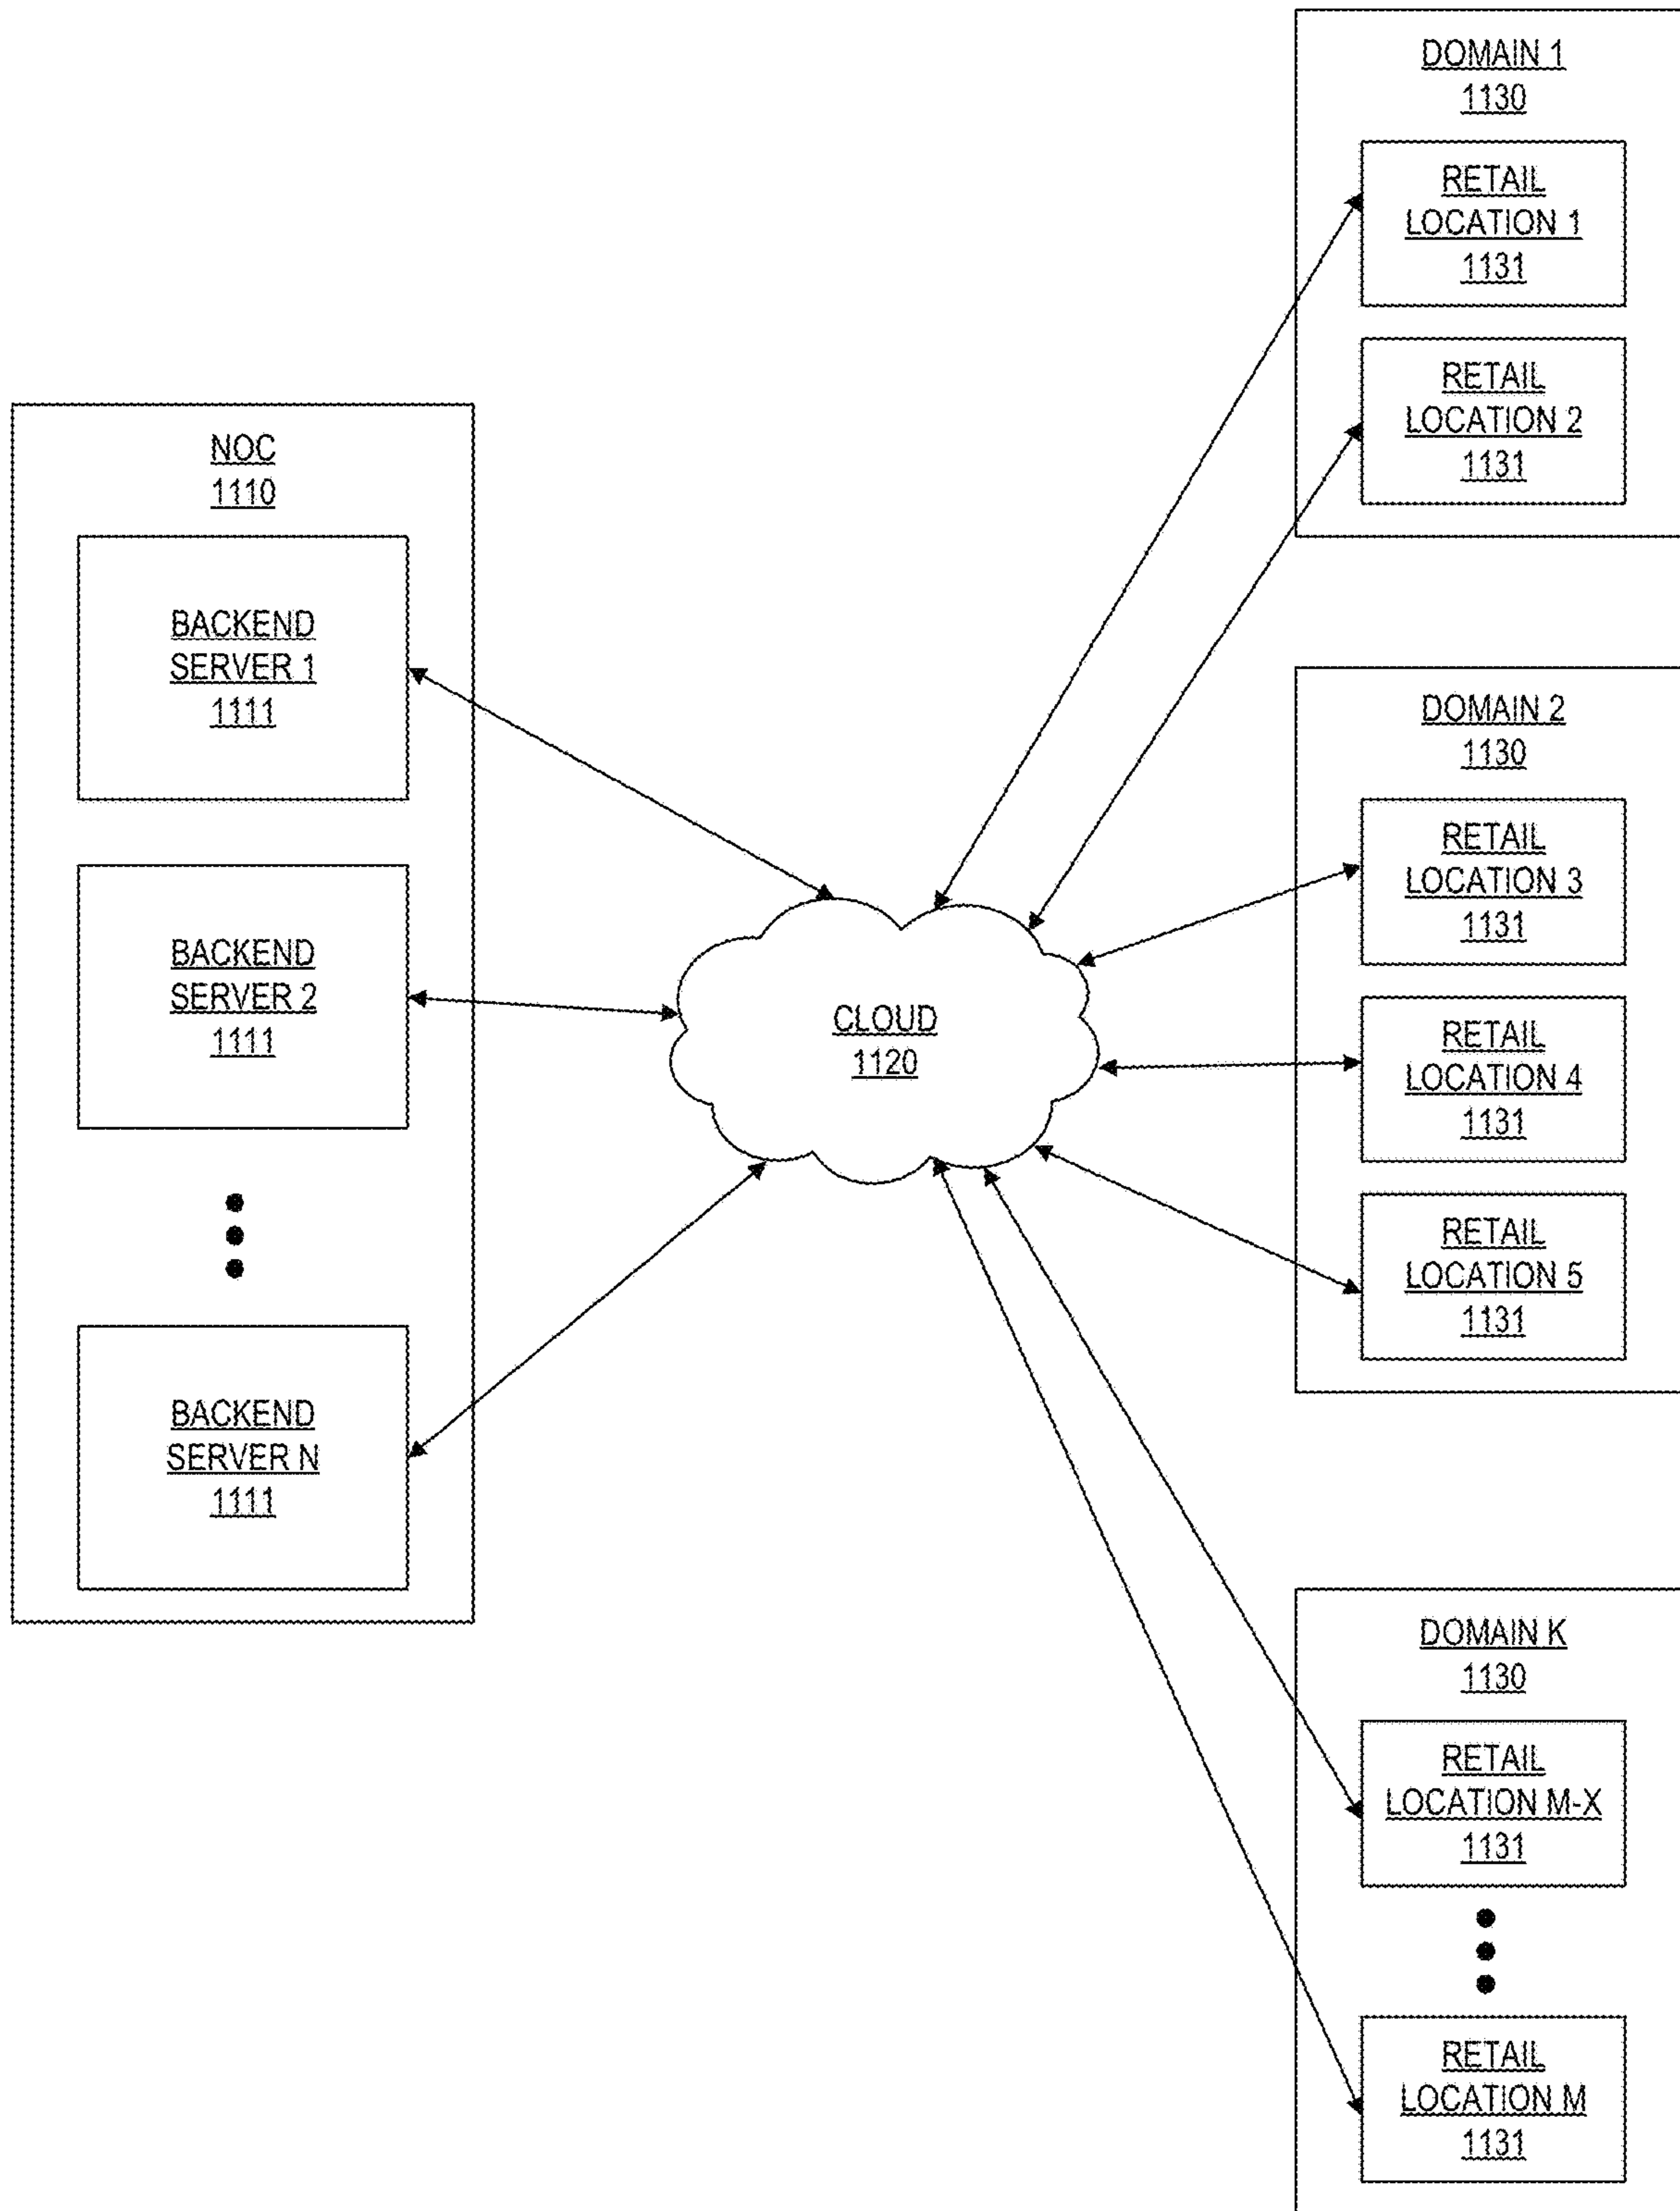 NOC
1110
BACKEND
SERVER 1
1111
BACKEND
SERVER 2
1111
BACKEND
SERVER N
1111
CLOUD
1120
DOMAIN 1
1130
RETAIL
LOCATION 1
1131
RETAIL
LOCATION 2
1131
DOMAIN 2
1130
RETAIL
LOCATION 3
1131
RETAIL
LOCATION 4
1131
RETAIL
LOCATION 5
1131
DOMAIN K
1130
RETAIL
LOCATION M-X
1131
RETAIL
LOCATION M
1131